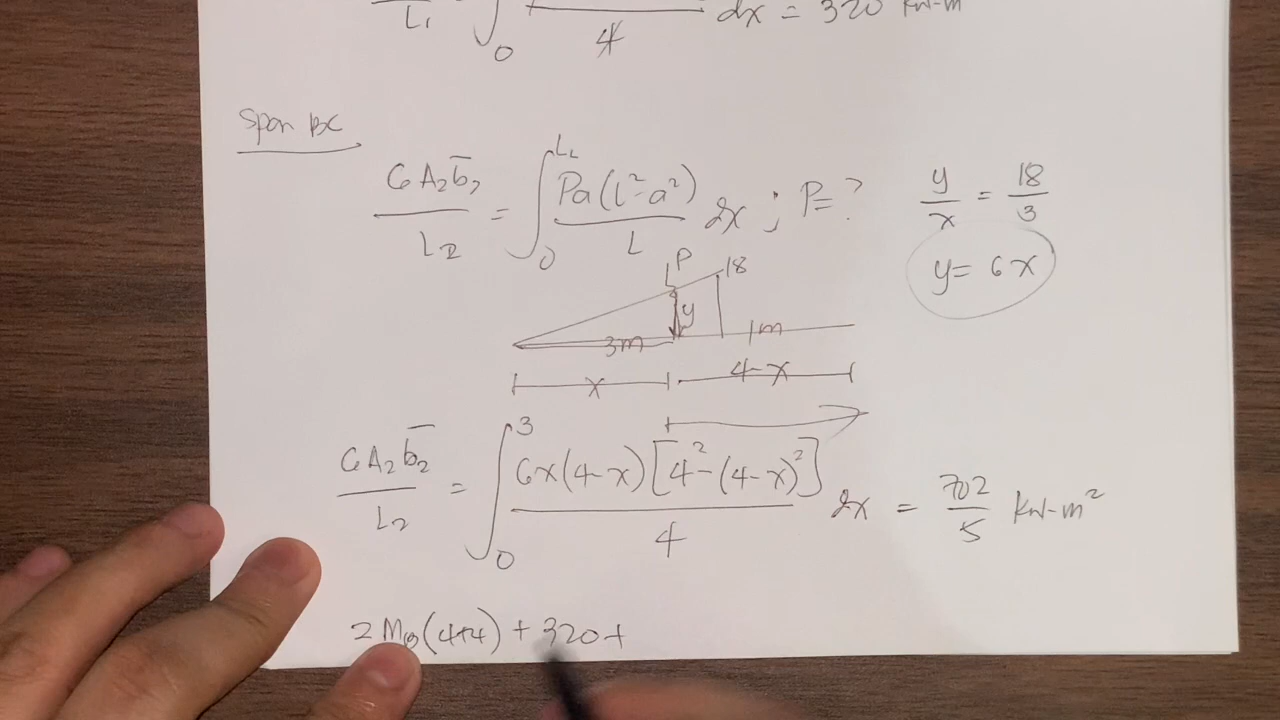 L₁ ∫₀ 4 dx = 320 kN-m
Span BC
6A₂b̄₂ / L₂ = ∫₀^L₂ Pa(l²-a²) / L dx ; P= ?
y/x = 18/3
y = 6x
P
18
y
3m
1m
x
4-x
6A₂b̄₂ / L₂ = ∫₀³ 6x(4-x)[4²-(4-x)²] / 4 dx = 702/5 kN-m²
2M_B(4+4) + 320 +